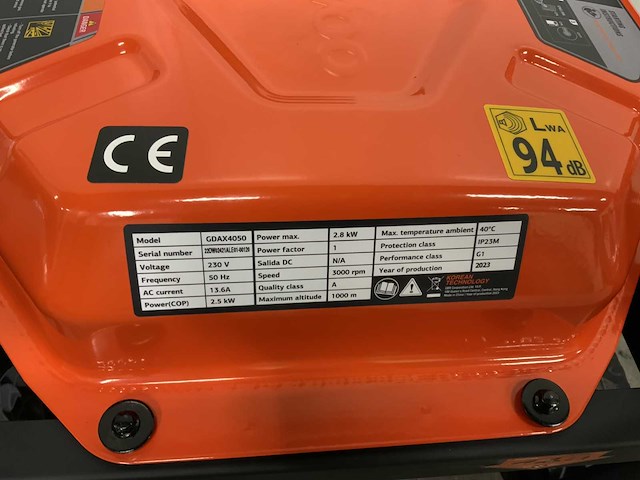 DANGER
CE
LWA
94 dB
Model GDAX4050
Serial number
Voltage 230 V
Frequency 50 Hz
AC current 13.6A
Power(COP) 2.5 kW
Power max. 2.8 kW
Power factor 1
Salida DC N/A
Speed 3000 rpm
Quality class A
Maximum altitude 1000 m
Max. temperature ambient 40°C
Protection class IP23M
Performance class G1
Year of production 2023
KOREAN
TECHNOLOGY